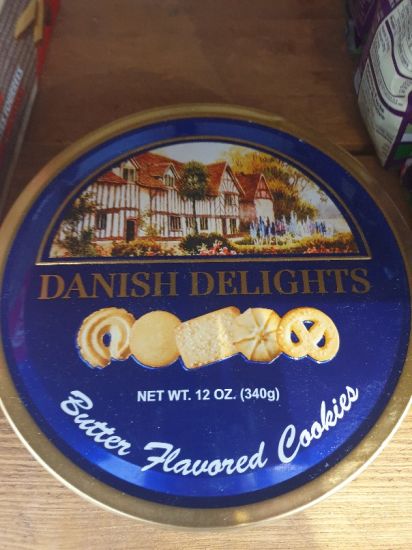 DANISH DELIGHTS
NET WT. 12 OZ. (340g)
Butter Flavored Cookies